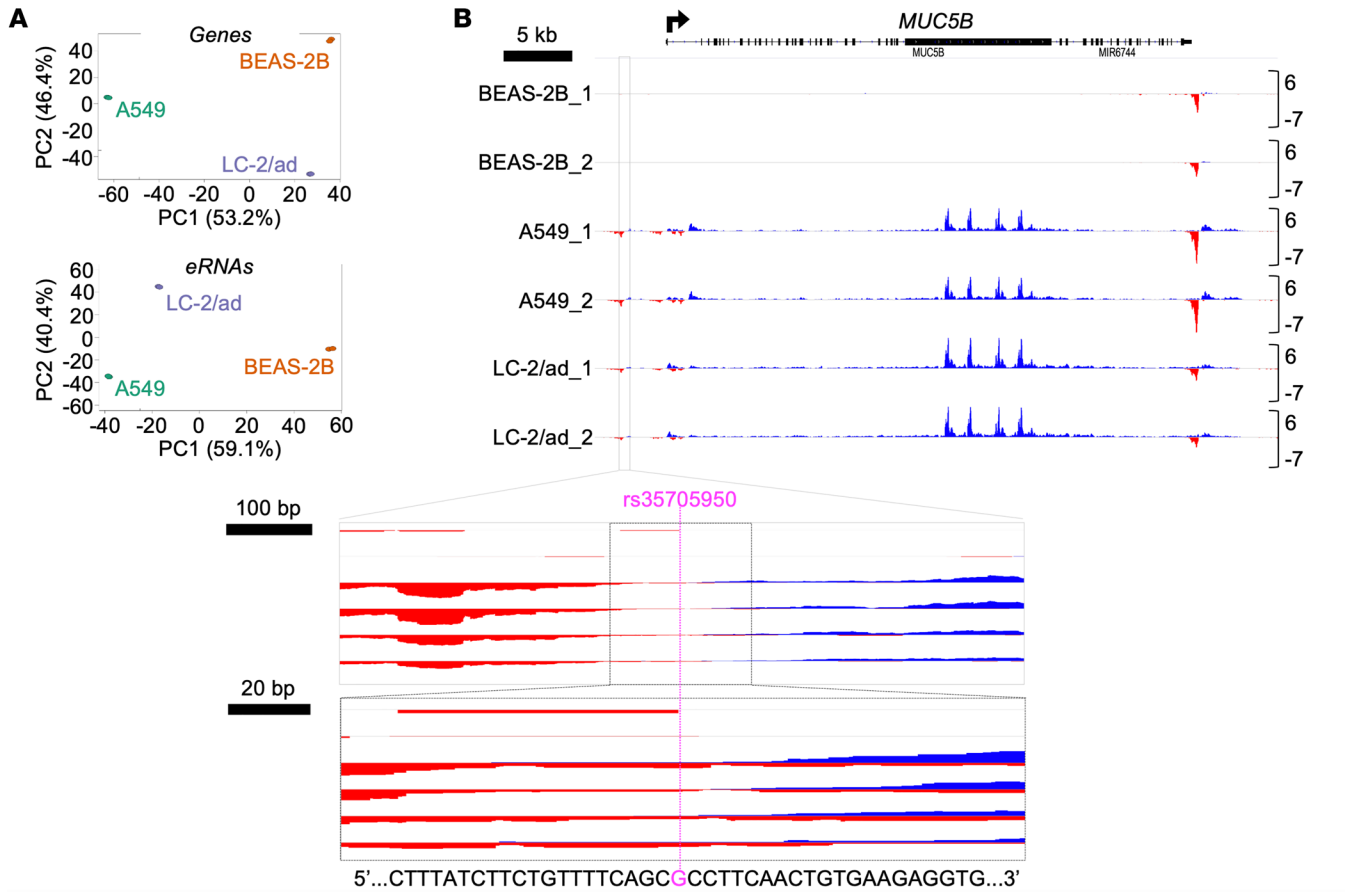 A
Genes
PC2 (46.4%)
40
20
0
-20
-40
BEAS-2B
A549
LC-2/ad
-60 -40 -20 0 20 40
PC1 (53.2%)
eRNAs
PC2 (40.4%)
60
40
20
0
-20
-40
-60
LC-2/ad
BEAS-2B
A549
-40 -20 0 20 40 60
PC1 (59.1%)
B
5 kb
MUC5B
MUC5B
MIR6744
BEAS-2B_1
6
-7
BEAS-2B_2
6
-7
A549_1
6
-7
A549_2
6
-7
LC-2/ad_1
6
-7
LC-2/ad_2
6
-7
rs35705950
100 bp
20 bp
5'...CTTTATCTTCTGTTTTCAGCGCCTTCAACTGTGAAGAGGTG...3'